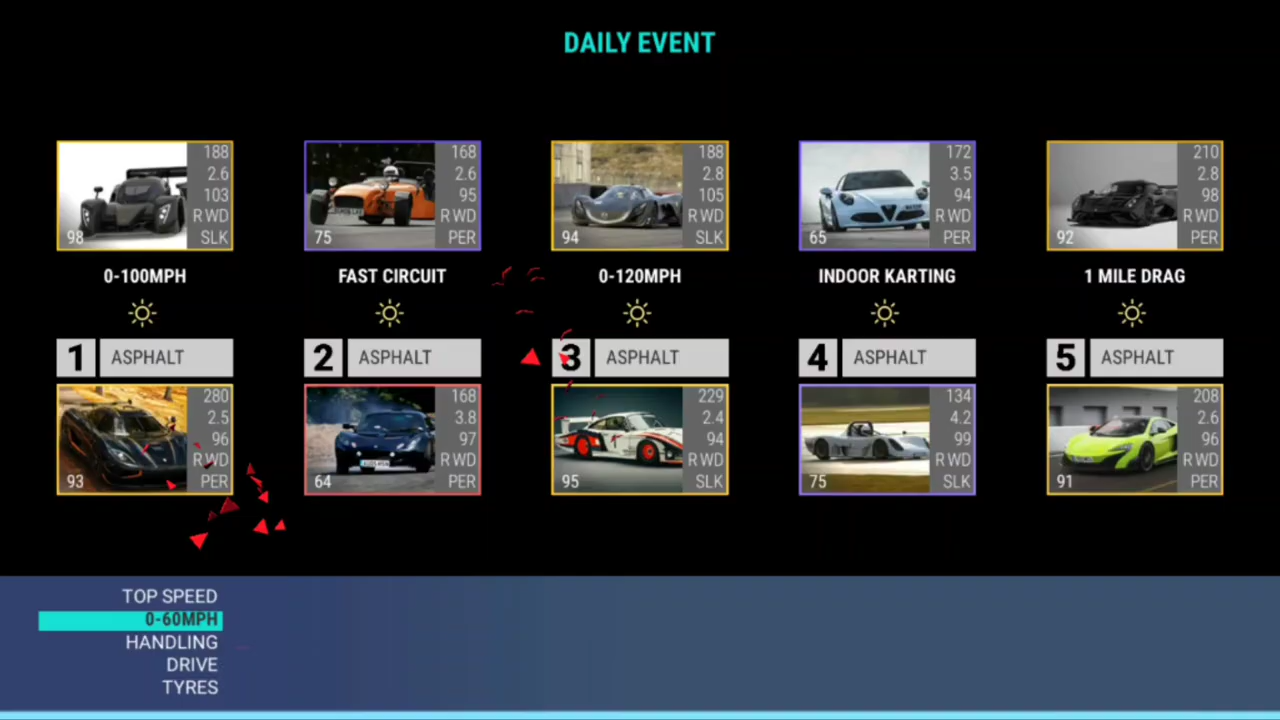 DAILY EVENT
188
2.6
103
RWD
98 SLK
168
2.6
95
RWD
75 PER
188
2.8
105
RWD
94 SLK
172
3.5
94
RWD
65 PER
210
2.8
98
RWD
92 PER
0-100MPH
FAST CIRCUIT
0-120MPH
INDOOR KARTING
1 MILE DRAG
1 ASPHALT
2 ASPHALT
3 ASPHALT
4 ASPHALT
5 ASPHALT
280
2.5
96
RWD
93 PER
168
3.8
97
RWD
64 PER
229
2.4
94
RWD
95 SLK
134
4.2
99
RWD
75 SLK
208
2.6
96
RWD
91 PER
TOP SPEED
0-60MPH
HANDLING
DRIVE
TYRES